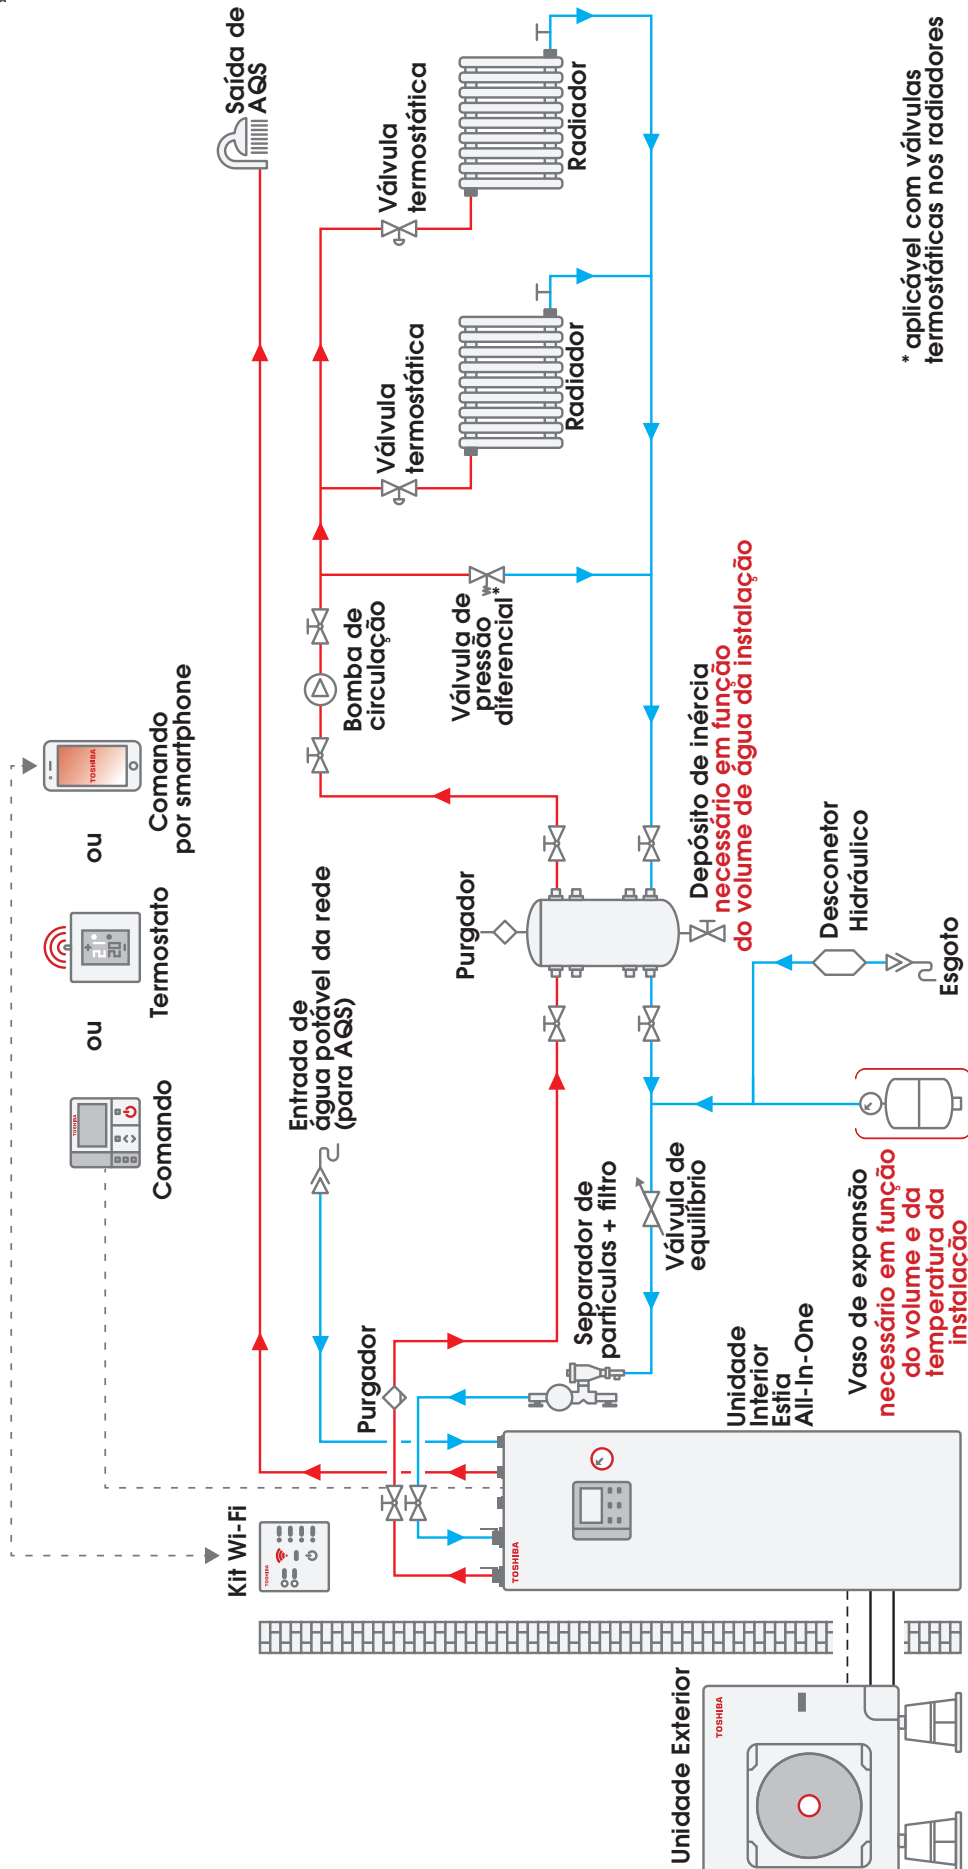 Unidade Exterior
TOSHIBA
Kit Wi-Fi
TOSHIBA
Comando
TOSHIBA
ou
Termostato
ou
Comando
por smartphone
TOSHIBA
Saída de
AQS
Entrada de
água potável da rede
(para AQS)
Purgador
Purgador
Bomba de
circulação
Válvula
termostática
Válvula
termostática
Radiador
Radiador
Válvula de
pressão
diferencial*
Separador de
partículas + filtro
Válvula de
equilíbrio
Depósito de inércia
necessário em função
do volume de água da instalação
Desconetor
Hidráulico
Esgoto
TOSHIBA
Unidade
Interior
Estia
All-In-One
Vaso de expansão
necessário em função
do volume e da
temperatura da
instalação
* aplicável com válvulas
termostáticas nos radiadores